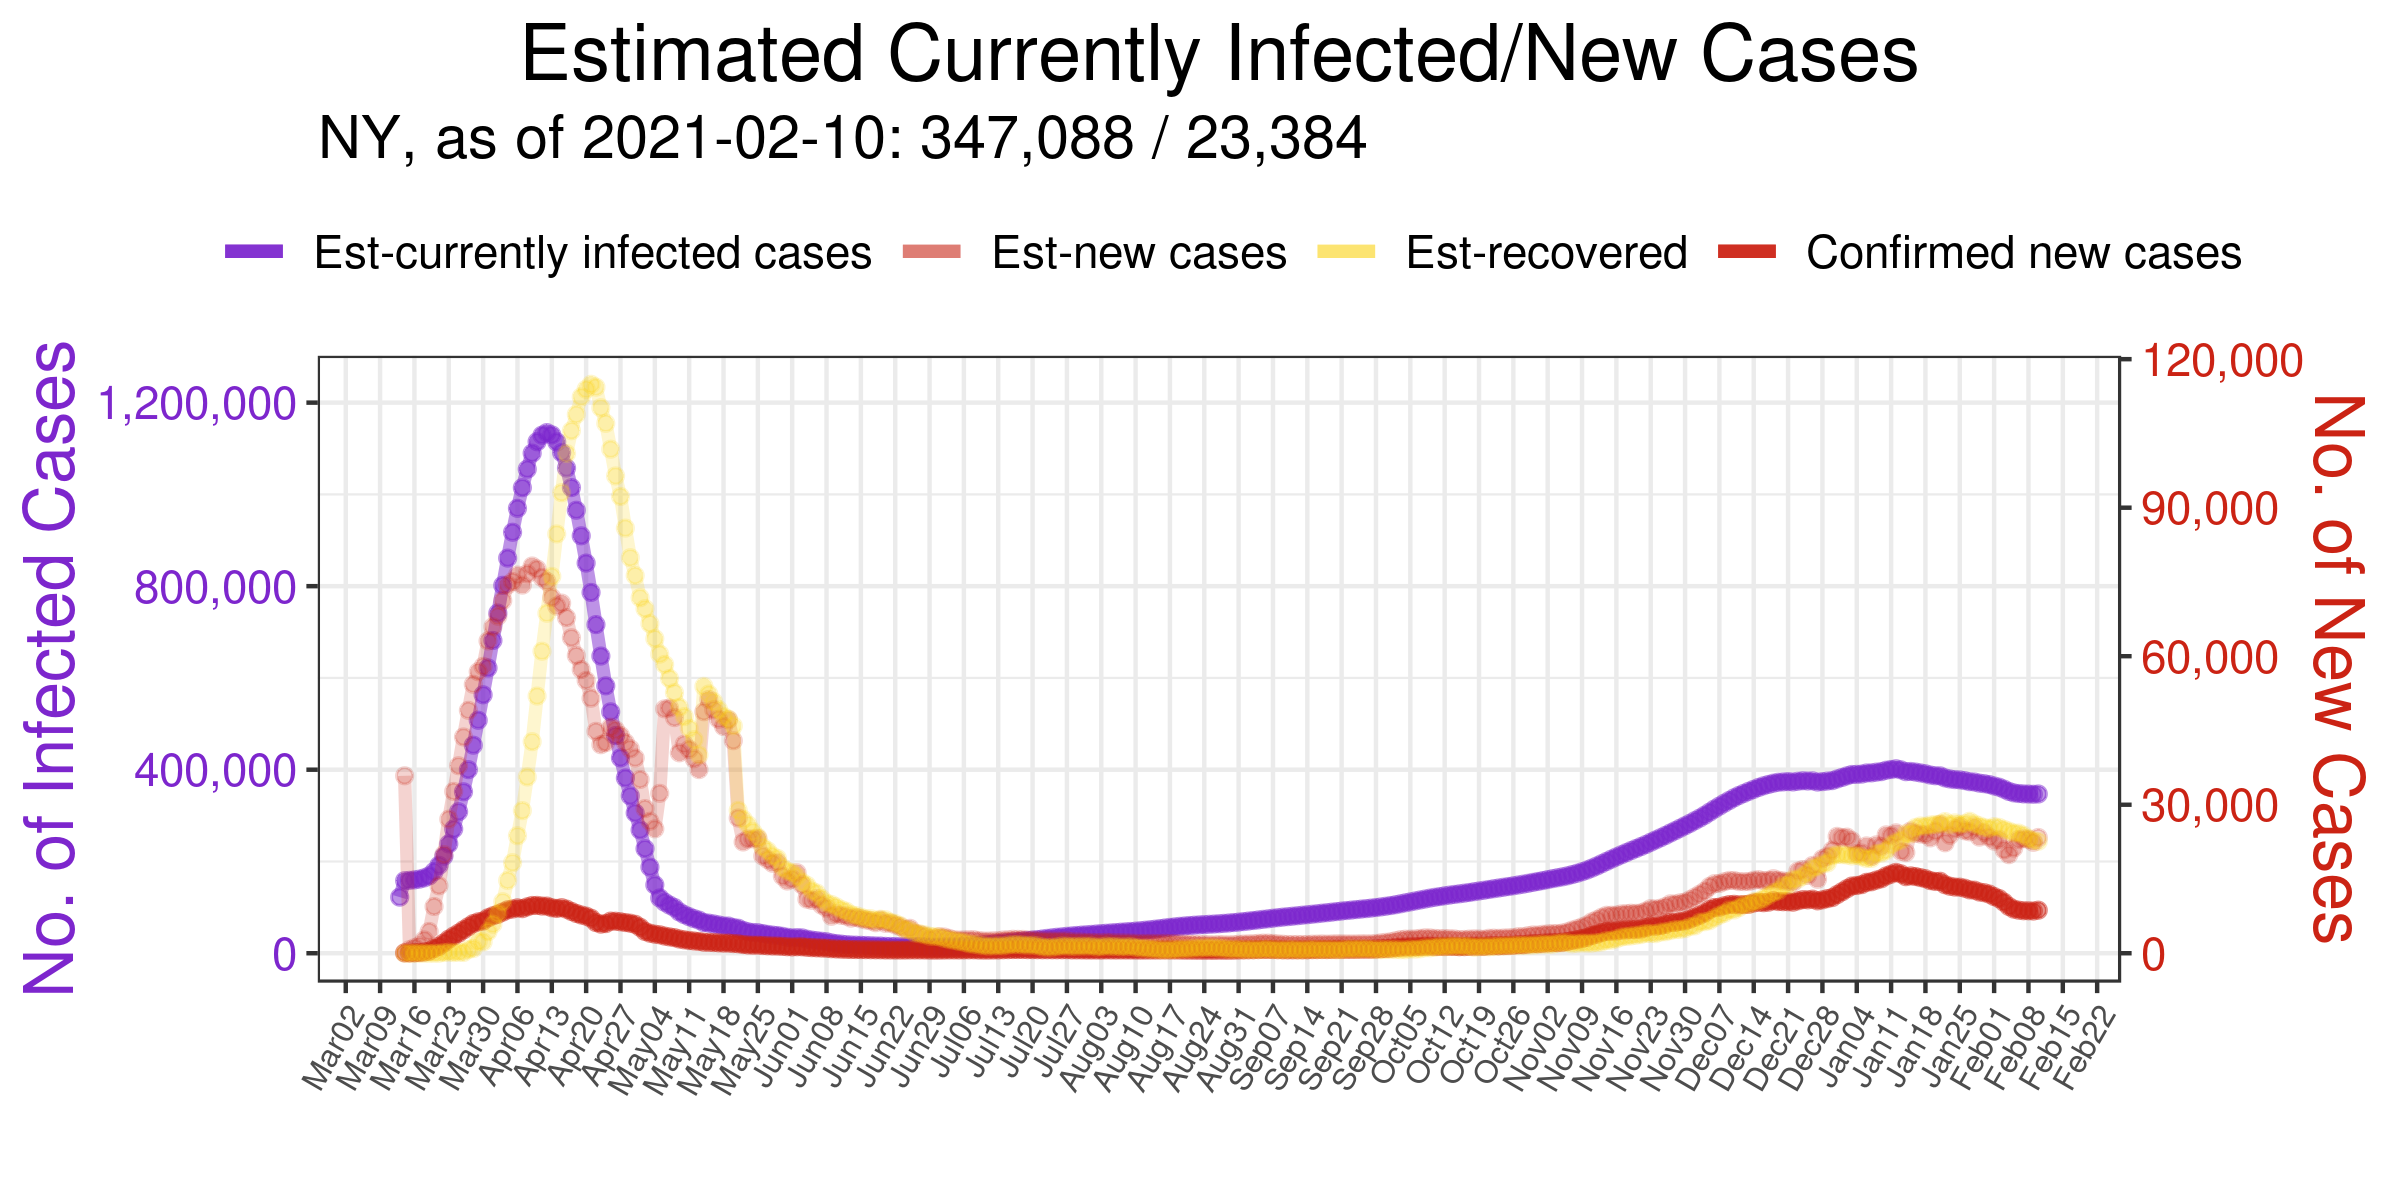 Estimated Currently Infected/New Cases
NY, as of 2021-02-10: 347,088 / 23,384
Est-currently infected cases Est-new cases Est-recovered Confirmed new cases
No. of Infected Cases
1,200,000
800,000
400,000
0
120,000
90,000
60,000
30,000
0
No. of New Cases
Mar02 Mar09 Mar16 Mar23 Mar30 Apr06 Apr13 Apr20 Apr27 May04 May11 May18 May25 Jun01 Jun08 Jun15 Jun22 Jun29 Jul06 Jul13 Jul20 Jul27 Aug03 Aug10 Aug17 Aug24 Aug31 Sep07 Sep14 Sep21 Sep28 Oct05 Oct12 Oct19 Oct26 Nov02 Nov09 Nov16 Nov23 Nov30 Dec07 Dec14 Dec21 Dec28 Jan04 Jan11 Jan18 Jan25 Feb01 Feb08 Feb15 Feb22